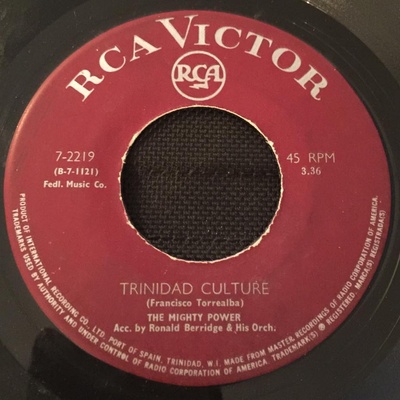 RCA VICTOR
RCA
7-2219
(B-7-1121)
Fedl. Music Co.
45 RPM
3.36
TRINIDAD CULTURE
(Francisco Torrealba)
THE MIGHTY POWER
Acc. by Ronald Berridge & His Orch.
PRODUCT OF INTERNATIONAL RECORDING CO., LTD., PORT OF SPAIN, TRINIDAD, W.I. MADE FROM MASTER RECORDING OF RADIO CORPORATION OF AMERICA.
TRADEMARKS USED BY AUTHORITY AND UNDER CONTROL OF RADIO CORPORATION OF AMERICA. TRADEMARK(S) ® REGISTERED. MARCA(S) REGISTRADA(S)